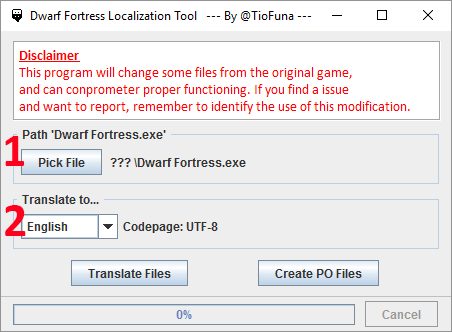 Dwarf Fortress Localization Tool --- By @TioFuna ---
Disclaimer
This program will change some files from the original game,
and can conprometer proper functioning. If you find a issue
and want to report, remember to identify the use of this modification.
Path 'Dwarf Fortress.exe'
1 Pick File ??? \Dwarf Fortress.exe
Translate to...
2 English Codepage: UTF-8
Translate Files Create PO Files
0% Cancel